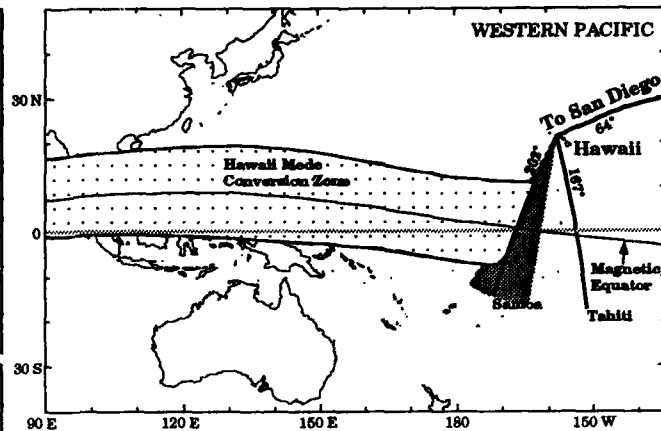 WESTERN PACIFIC
To San Diego
30 N
64°
Hawaii
202°
167°
Hawaii Mode
Conversion Zone
0
Magnetic
Equator
Samoa
Tahiti
30 S
90 E
120 E
150 E
180
150 W